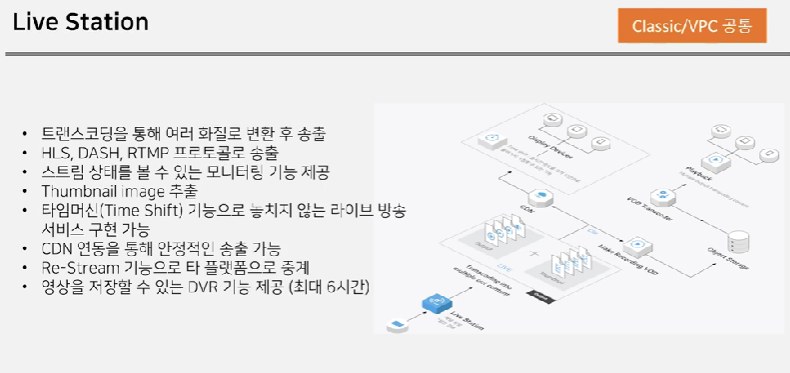 Live Station
Classic/VPC 공통
• 트랜스코딩을 통해 여러 화질로 변환 후 송출
• HLS, DASH, RTMP 프로토콜로 송출
• 스트림 상태를 볼 수 있는 모니터링 기능 제공
• Thumbnail image 추출
• 타임머신(Time Shift) 기능으로 놓치지 않는 라이브 방송
서비스 구현 가능
• CDN 연동을 통해 안정적인 송출 가능
• Re-Stream 기능으로 타 플랫폼으로 중계
• 영상을 저장할 수 있는 DVR 기능 제공 (최대 6시간)
Display Devices
Playback
CDN
VOD Transcoder
Object Storage
LIVE
Video Recording
Transcoding into
Live Station